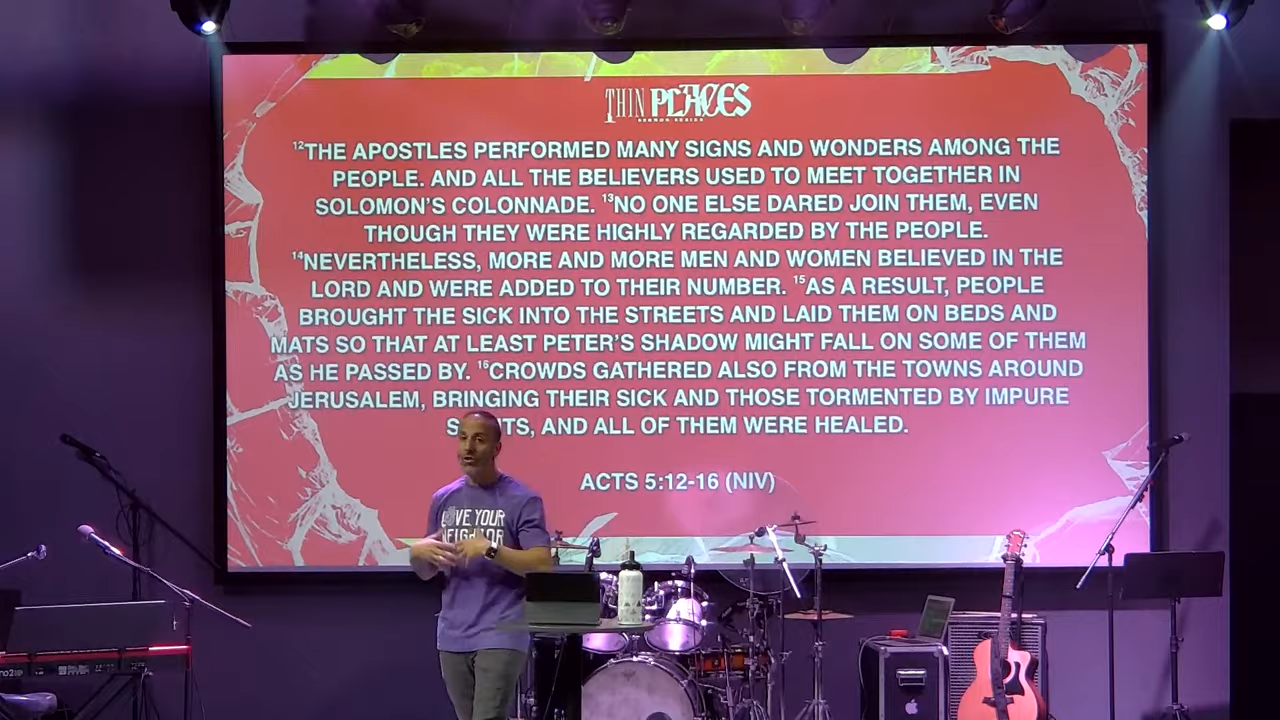 THIN PLACES
SERMON SERIES
¹²THE APOSTLES PERFORMED MANY SIGNS AND WONDERS AMONG THE
PEOPLE. AND ALL THE BELIEVERS USED TO MEET TOGETHER IN
SOLOMON'S COLONNADE. ¹³NO ONE ELSE DARED JOIN THEM, EVEN
THOUGH THEY WERE HIGHLY REGARDED BY THE PEOPLE.
¹⁴NEVERTHELESS, MORE AND MORE MEN AND WOMEN BELIEVED IN THE
LORD AND WERE ADDED TO THEIR NUMBER. ¹⁵AS A RESULT, PEOPLE
BROUGHT THE SICK INTO THE STREETS AND LAID THEM ON BEDS AND
MATS SO THAT AT LEAST PETER'S SHADOW MIGHT FALL ON SOME OF THEM
AS HE PASSED BY. ¹⁶CROWDS GATHERED ALSO FROM THE TOWNS AROUND
JERUSALEM, BRINGING THEIR SICK AND THOSE TORMENTED BY IMPURE
AND ALL OF THEM WERE HEALED.
ACTS 5:12-16 (NIV)
YOUR